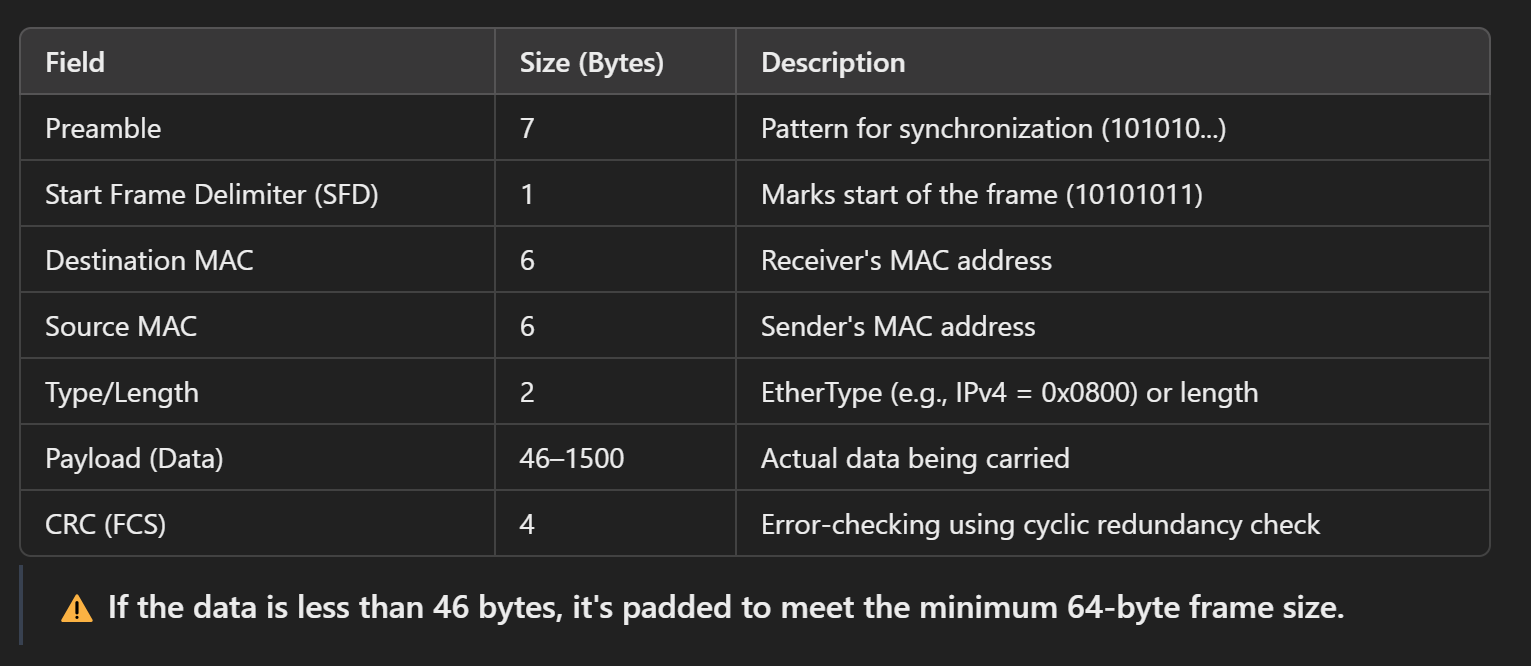 Field Size (Bytes) Description
Preamble 7 Pattern for synchronization (101010...)
Start Frame Delimiter (SFD) 1 Marks start of the frame (10101011)
Destination MAC 6 Receiver's MAC address
Source MAC 6 Sender's MAC address
Type/Length 2 EtherType (e.g., IPv4 = 0x0800) or length
Payload (Data) 46–1500 Actual data being carried
CRC (FCS) 4 Error-checking using cyclic redundancy check
⚠️ If the data is less than 46 bytes, it's padded to meet the minimum 64-byte frame size.